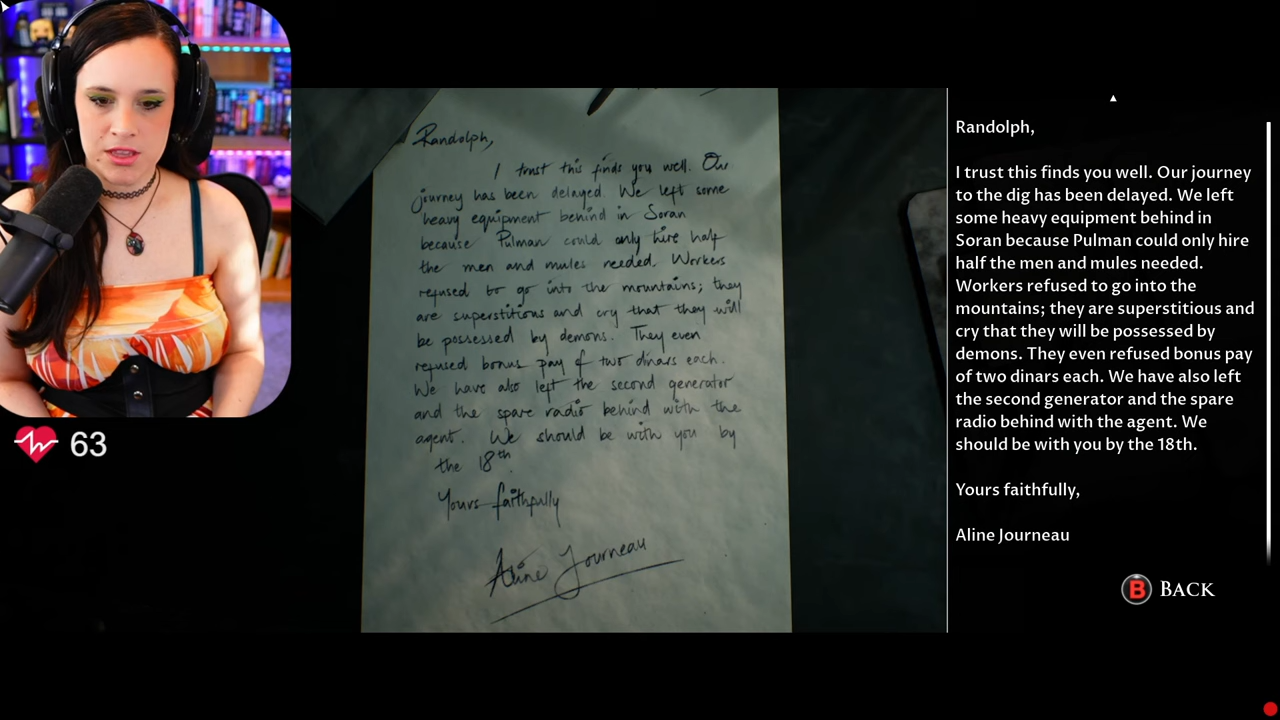 Randolph,
I trust this finds you well. Our
journey has been delayed. We left some
heavy equipment behind in Soran
because Pulman could only hire half
the men and mules needed. Workers
refused to go into the mountains; they
are superstitious and cry that they will
be possessed by demons. They even
refused bonus pay of two dinars each.
We have also left the second generator
and the spare radio behind with the
agent. We should be with you by
the 18th.
Yours faithfully
Aline Journeau
Randolph,
I trust this finds you well. Our journey
to the dig has been delayed. We left
some heavy equipment behind in
Soran because Pulman could only hire
half the men and mules needed.
Workers refused to go into the
mountains; they are superstitious and
cry that they will be possessed by
demons. They even refused bonus pay
of two dinars each. We have also left
the second generator and the spare
radio behind with the agent. We
should be with you by the 18th.
Yours faithfully,
Aline Journeau
B BACK
63